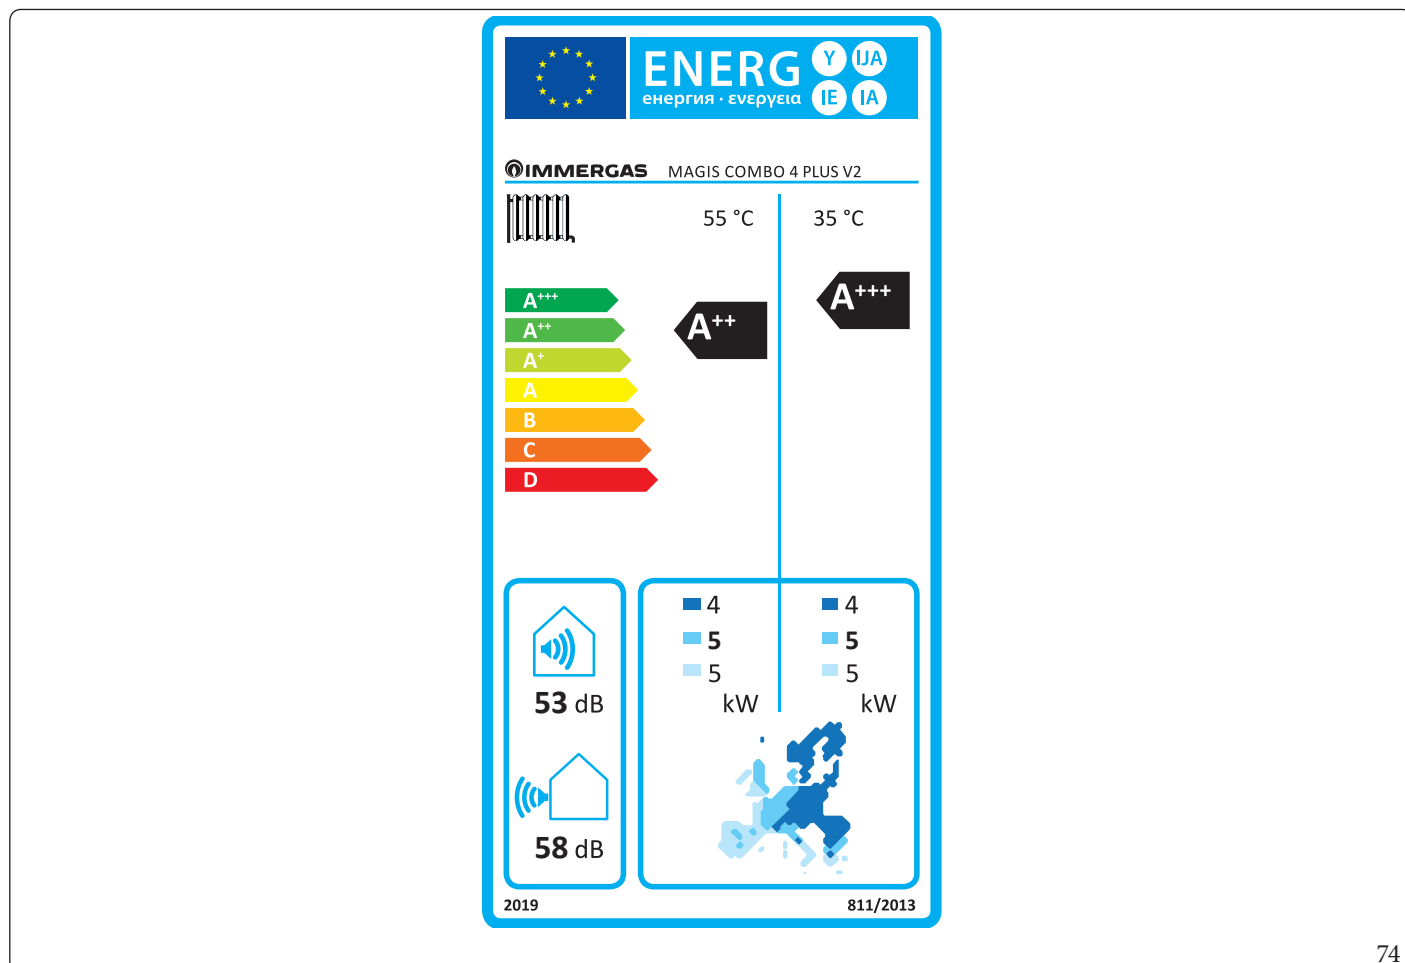 ENERG Y IJA
енергия · ενεργεια IE IA
IMMERGAS MAGIS COMBO 4 PLUS V2
55 °C 35 °C
A+++
A++
A+
A
B
C
D
A++
A+++
53 dB
58 dB
4 4
5 5
5 5
kW kW
2019 811/2013
74